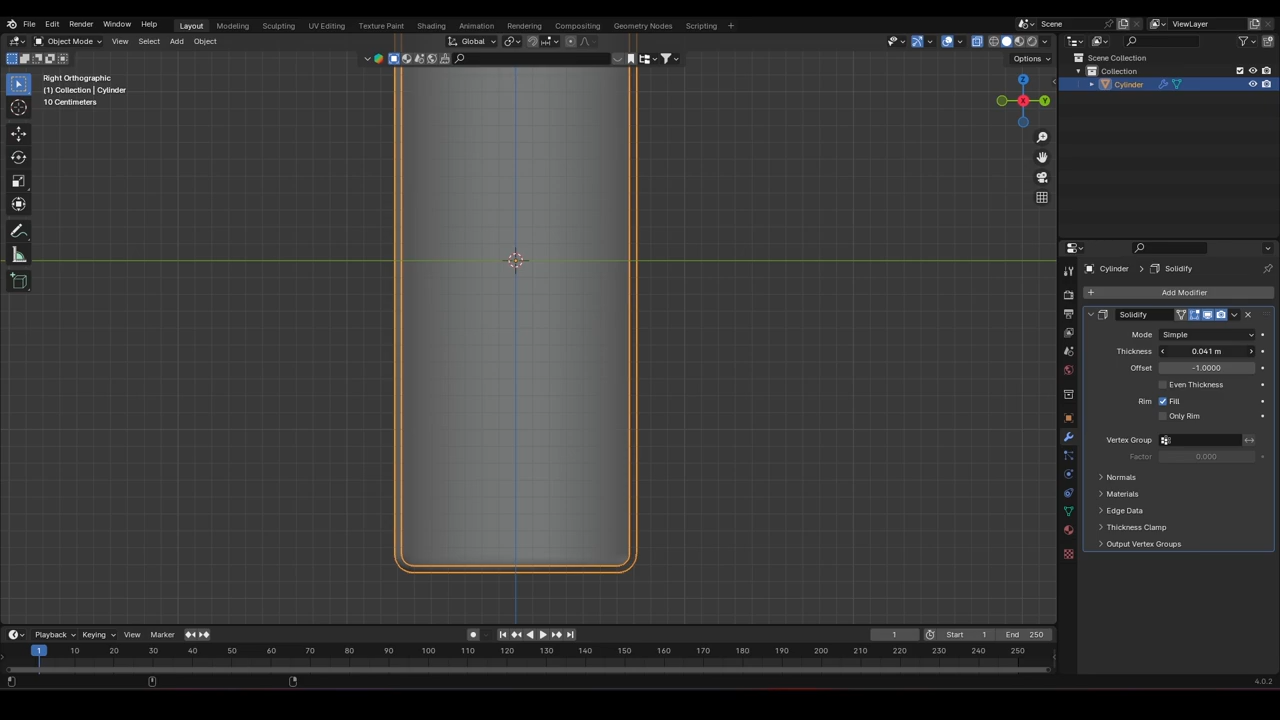 File Edit Render Window Help Layout Modeling Sculpting UV Editing Texture Paint Shading Animation Rendering Compositing Geometry Nodes Scripting + Scene ViewLayer
Object Mode View Select Add Object Global
Options
Right Orthographic
(1) Collection | Cylinder
10 Centimeters
Z
X
Y
Scene Collection
Collection
Cylinder
Cylinder > Solidify
+ Add Modifier
Solidify
Mode Simple
Thickness 0.041 m
Offset -1.0000
Even Thickness
Rim Fill
Only Rim
Vertex Group
Factor 0.000
Normals
Materials
Edge Data
Thickness Clamp
Output Vertex Groups
Playback Keying View Marker 1 Start 1 End 250
1 10 20 30 40 50 60 70 80 90 100 110 120 130 140 150 160 170 180 190 200 210 220 230 240 250
4.0.2